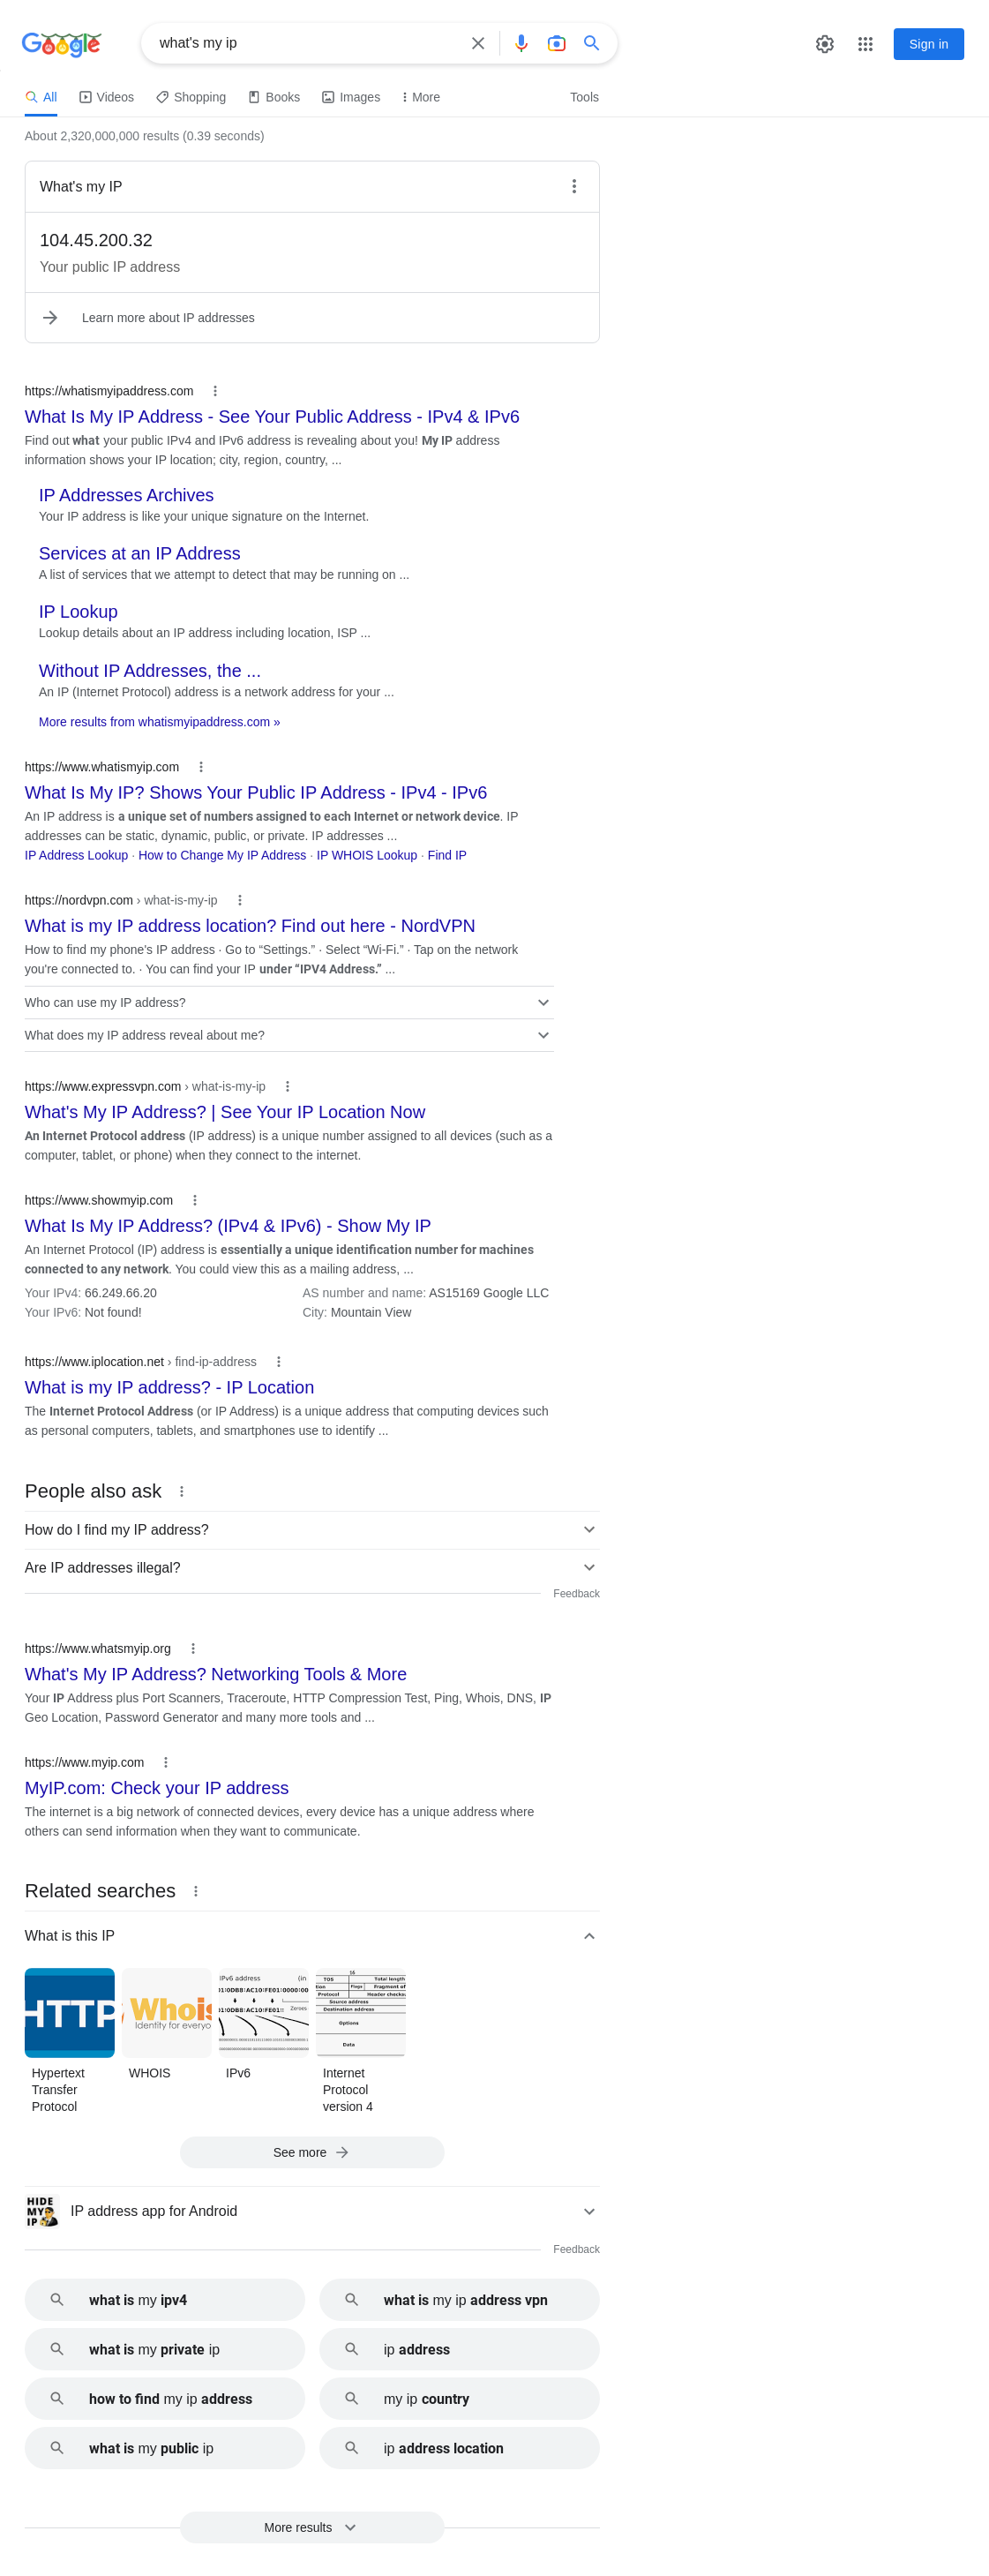 Google
what's my ip
Sign in
All
Videos
Shopping
Books
Images
More
Tools
About 2,320,000,000 results (0.39 seconds)
What's my IP
104.45.200.32
Your public IP address
Learn more about IP addresses
https://whatismyipaddress.com
What Is My IP Address - See Your Public Address - IPv4 & IPv6
Find out what your public IPv4 and IPv6 address is revealing about you! My IP address
information shows your IP location; city, region, country, ...
IP Addresses Archives
Your IP address is like your unique signature on the Internet.
Services at an IP Address
A list of services that we attempt to detect that may be running on ...
IP Lookup
Lookup details about an IP address including location, ISP ...
Without IP Addresses, the ...
An IP (Internet Protocol) address is a network address for your ...
More results from whatismyipaddress.com »
https://www.whatismyip.com
What Is My IP? Shows Your Public IP Address - IPv4 - IPv6
An IP address is a unique set of numbers assigned to each Internet or network device. IP
addresses can be static, dynamic, public, or private. IP addresses ...
IP Address Lookup · How to Change My IP Address · IP WHOIS Lookup · Find IP
https://nordvpn.com › what-is-my-ip
What is my IP address location? Find out here - NordVPN
How to find my phone's IP address · Go to “Settings.” · Select “Wi-Fi.” · Tap on the network
you're connected to. · You can find your IP under “IPV4 Address.” ...
Who can use my IP address?
What does my IP address reveal about me?
https://www.expressvpn.com › what-is-my-ip
What's My IP Address? | See Your IP Location Now
An Internet Protocol address (IP address) is a unique number assigned to all devices (such as a
computer, tablet, or phone) when they connect to the internet.
https://www.showmyip.com
What Is My IP Address? (IPv4 & IPv6) - Show My IP
An Internet Protocol (IP) address is essentially a unique identification number for machines
connected to any network. You could view this as a mailing address, ...
Your IPv4: 66.249.66.20
AS number and name: AS15169 Google LLC
Your IPv6: Not found!
City: Mountain View
https://www.iplocation.net › find-ip-address
What is my IP address? - IP Location
The Internet Protocol Address (or IP Address) is a unique address that computing devices such
as personal computers, tablets, and smartphones use to identify ...
People also ask
How do I find my IP address?
Are IP addresses illegal?
Feedback
https://www.whatsmyip.org
What's My IP Address? Networking Tools & More
Your IP Address plus Port Scanners, Traceroute, HTTP Compression Test, Ping, Whois, DNS, IP
Geo Location, Password Generator and many more tools and ...
https://www.myip.com
MyIP.com: Check your IP address
The internet is a big network of connected devices, every device has a unique address where
others can send information when they want to communicate.
Related searches
What is this IP
HTTP
Whois
Identity for everyo
IPv6 address (in
Zeroes
16
TOS
Total length
Flags
Fragment of
Protocol
Header checks
Source address
Destination address
Options
Data
Hypertext
Transfer
Protocol
WHOIS
IPv6
Internet
Protocol
version 4
See more
HIDE
MY
IP
IP address app for Android
Feedback
what is my ipv4
what is my ip address vpn
what is my private ip
ip address
how to find my ip address
my ip country
what is my public ip
ip address location
More results